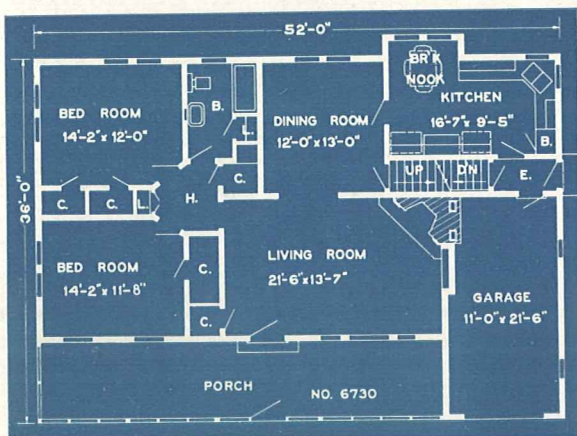 52'-0"
36'-0"
BED ROOM
14'-2" x 12'-0"
B.
L.
DINING ROOM
12'-0" x 13'-0"
BR'K
NOOK
KITCHEN
16'-7" x 9'-5"
B.
C.
UP
DN
E.
C.
C.
L.
H.
BED ROOM
14'-2" x 11'-8"
C.
LIVING ROOM
21'-6" x 13'-7"
C.
GARAGE
11'-0" x 21'-6"
PORCH
NO. 6730